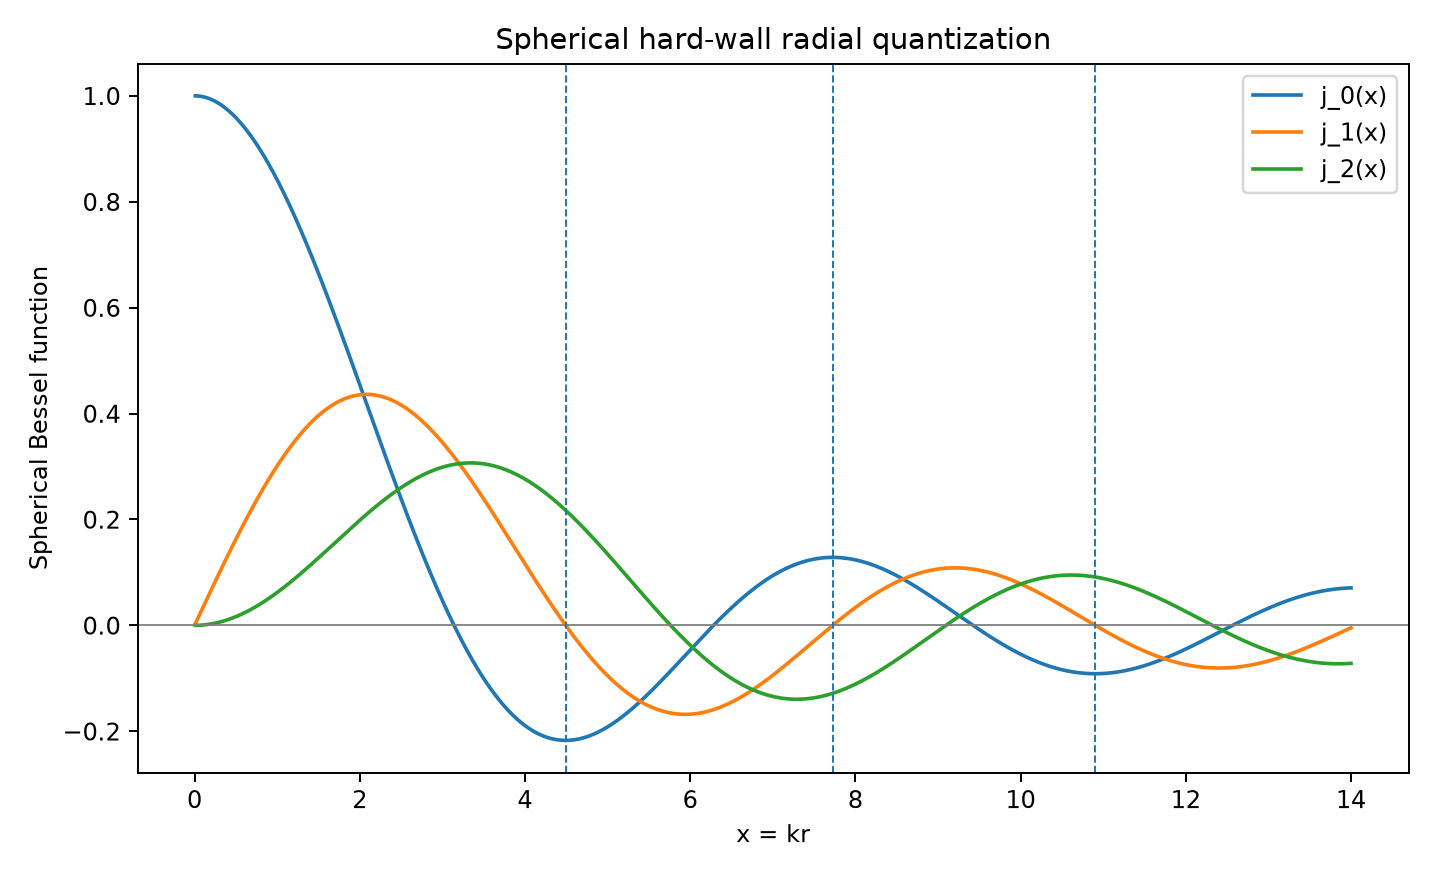 Spherical hard-wall radial quantization
j_0(x)
j_1(x)
j_2(x)
Spherical Bessel function
1.0
0.8
0.6
0.4
0.2
0.0
−0.2
0 2 4 6 8 10 12 14
x = kr